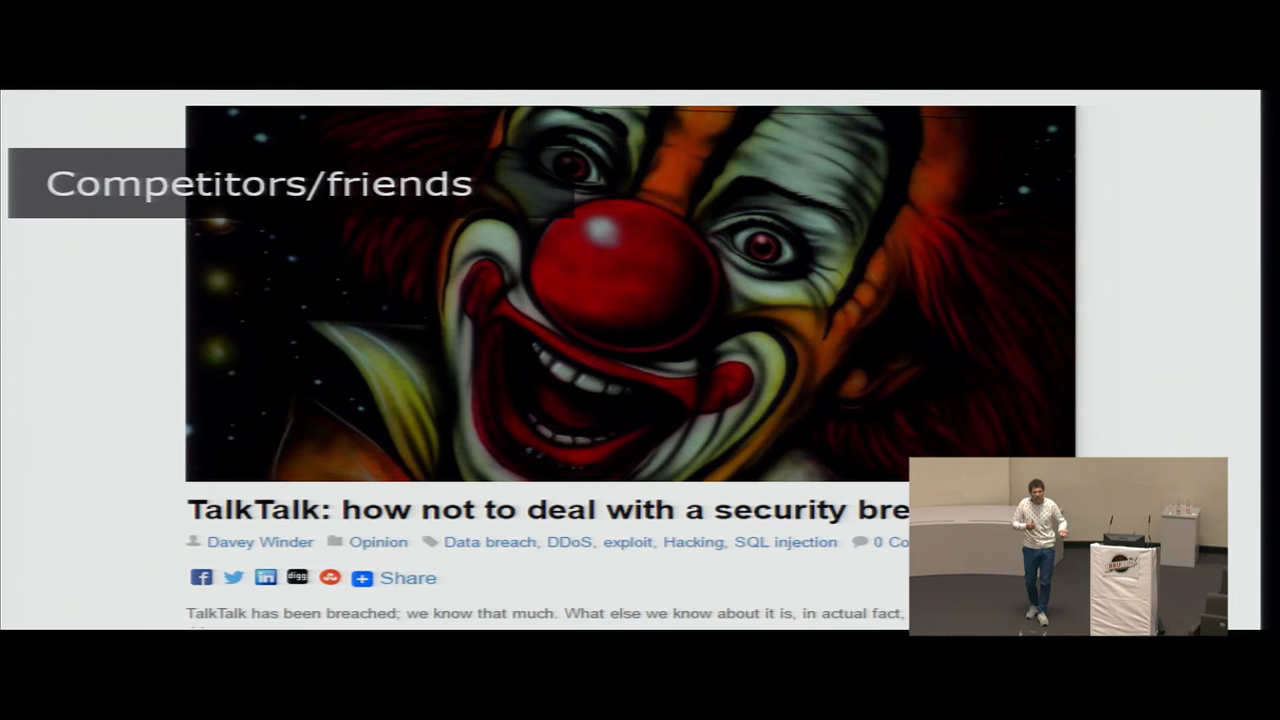 Competitors/friends
TalkTalk: how not to deal with a security bre
Davey Winder Opinion Data breach, DDoS, exploit, Hacking, SQL injection 0 Co
digg Share
TalkTalk has been breached; we know that much. What else we know about it is, in actual fact,